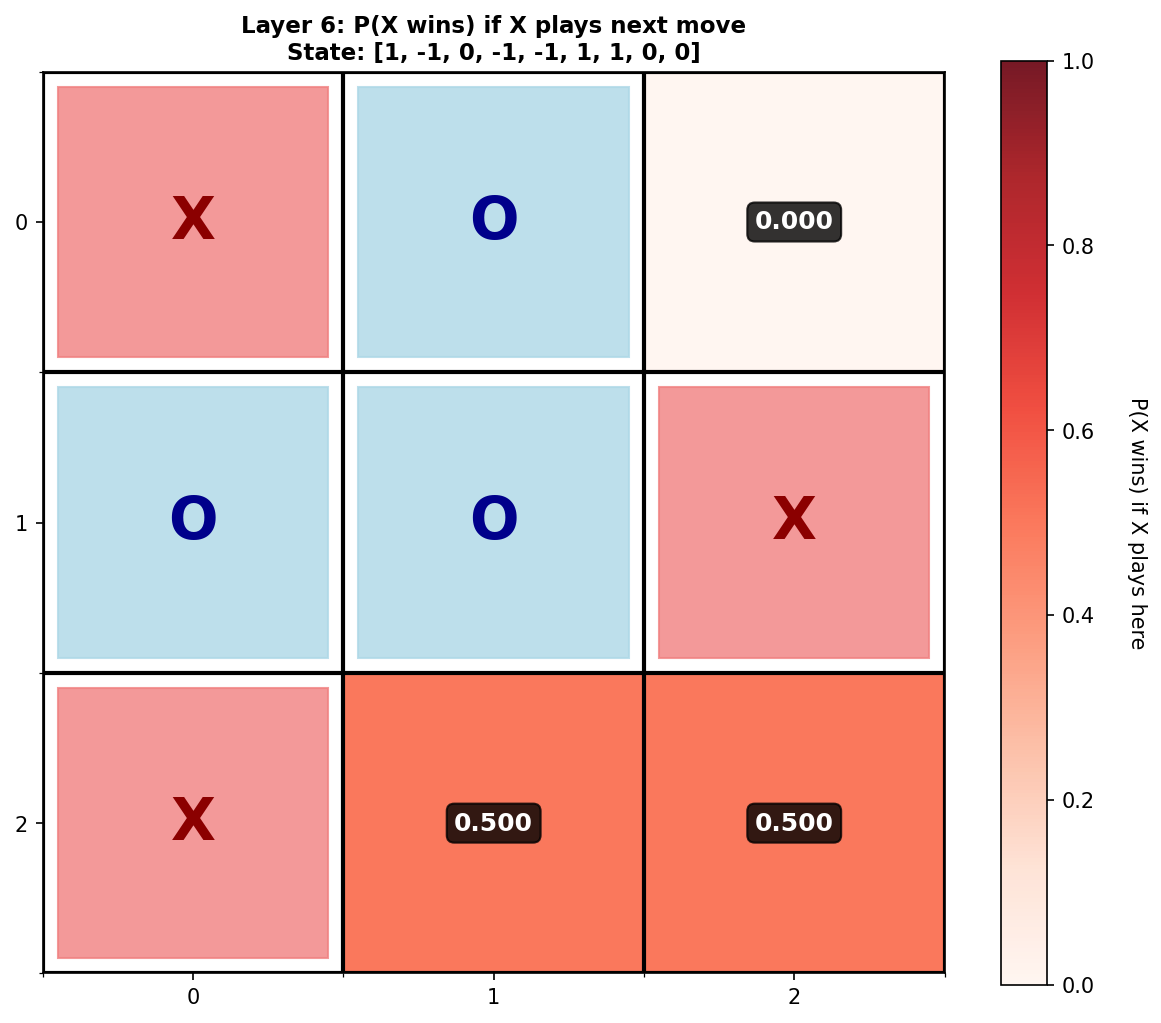 Layer 6: P(X wins) if X plays next move
State: [1, -1, 0, -1, -1, 1, 1, 0, 0]
X
O
0.000
O
O
X
X
0.500
0.500
0
1
2
0
1
2
1.0
0.8
0.6
0.4
0.2
0.0
P(X wins) if X plays here